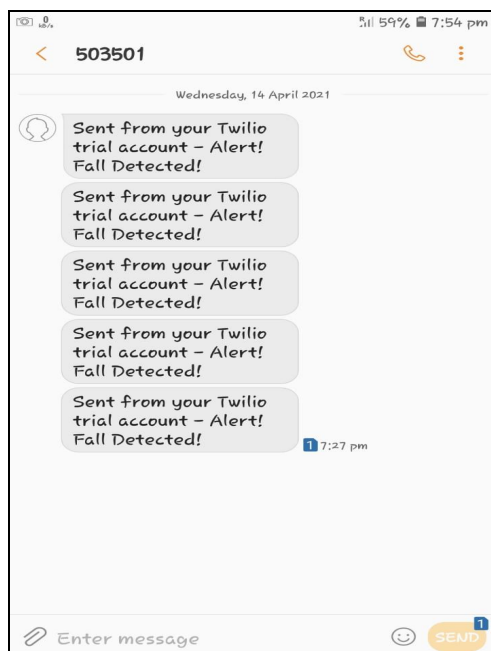 0
KB/s
R 59% 7:54 pm
503501
Wednesday, 14 April 2021
Sent from your Twilio
trial account - Alert!
Fall Detected!
Sent from your Twilio
trial account - Alert!
Fall Detected!
Sent from your Twilio
trial account - Alert!
Fall Detected!
Sent from your Twilio
trial account - Alert!
Fall Detected!
Sent from your Twilio
trial account - Alert!
Fall Detected!
1 7:27 pm
1
Enter message
SEND